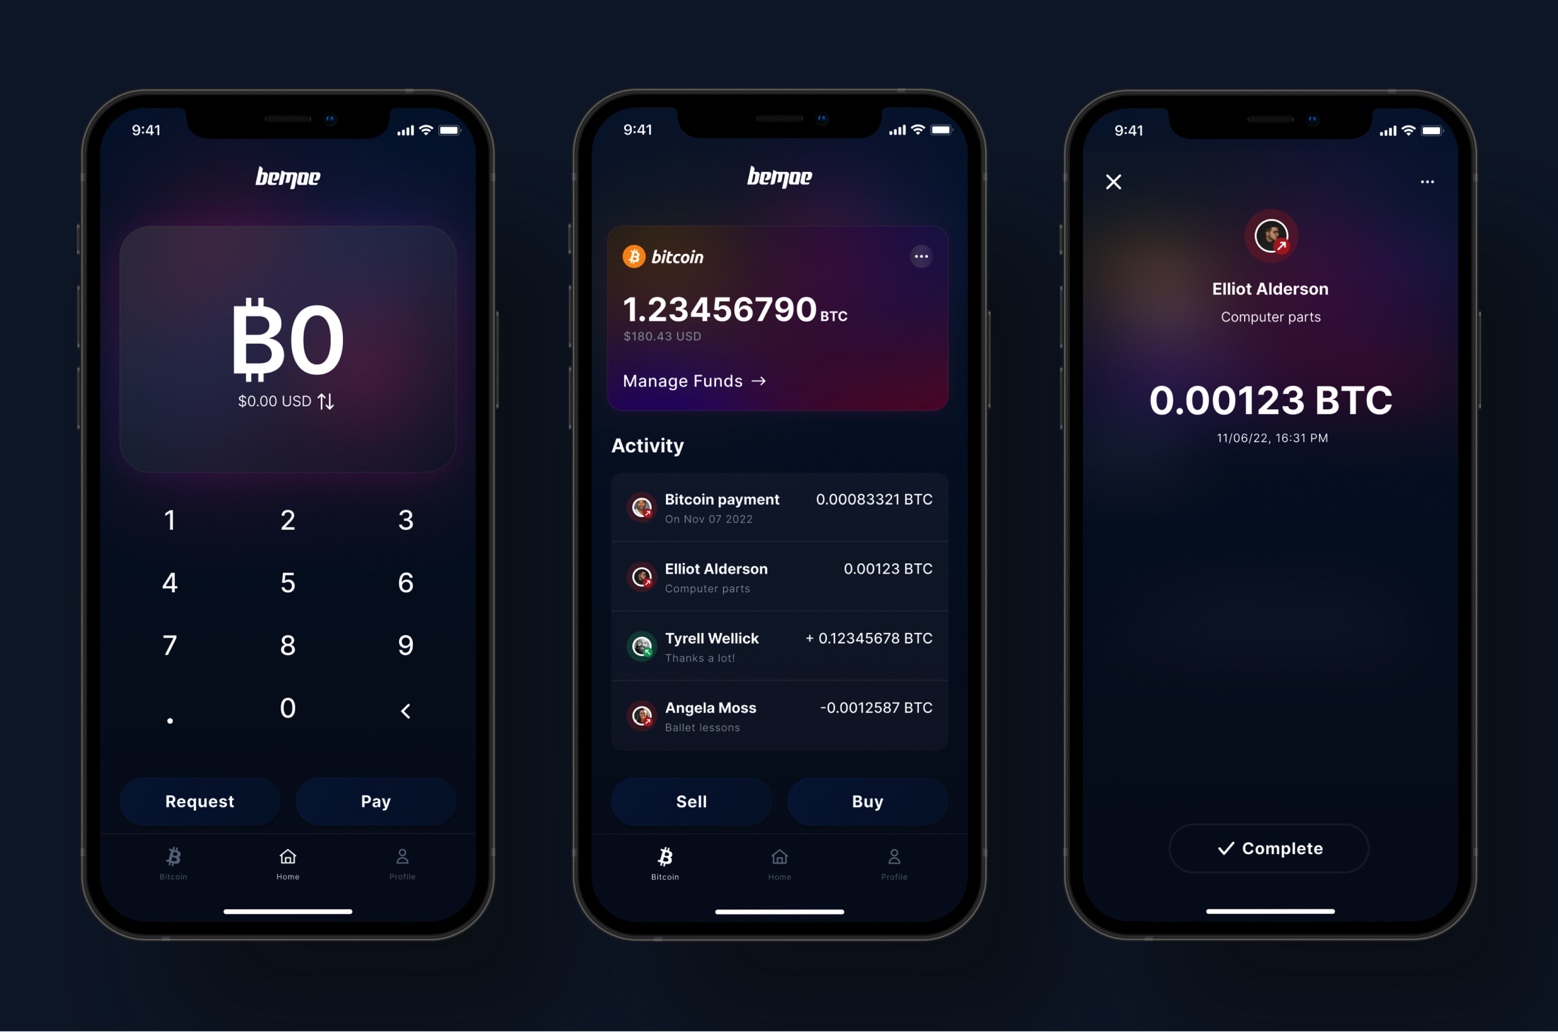 9:41
bemoe
₿0
$0.00 USD
1 2 3
4 5 6
7 8 9
. 0 <
Request Pay
Bitcoin Home Profile
9:41
bemoe
bitcoin
1.23456790 BTC
$180.43 USD
Manage Funds →
Activity
Bitcoin payment 0.00083321 BTC
On Nov 07 2022
Elliot Alderson 0.00123 BTC
Computer parts
Tyrell Wellick + 0.12345678 BTC
Thanks a lot!
Angela Moss -0.0012587 BTC
Ballet lessons
Sell Buy
Bitcoin Home Profile
9:41
Elliot Alderson
Computer parts
0.00123 BTC
11/06/22, 16:31 PM
Complete